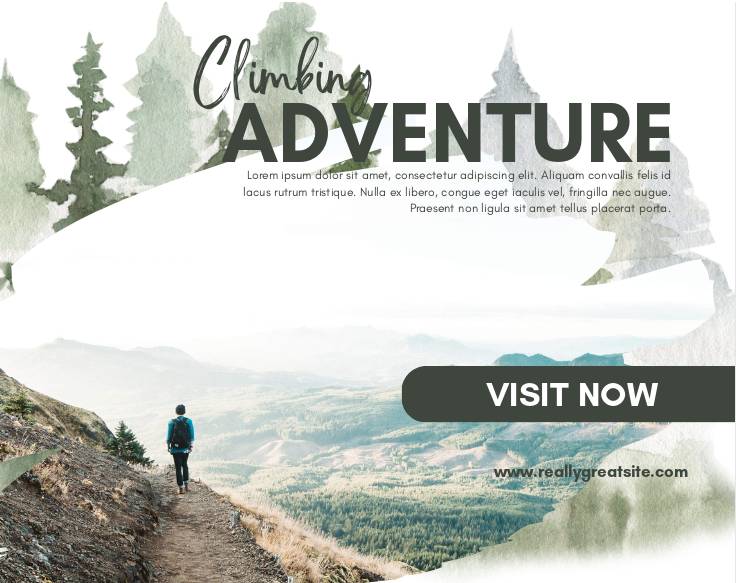 Climbing
ADVENTURE
Lorem ipsum dolor sit amet, consectetur adipiscing elit. Aliquam convallis felis id
lacus rutrum tristique. Nulla ex libero, congue eget iaculis vel, fringilla nec augue.
Praesent non ligula sit amet tellus placerat porta.
VISIT NOW
www.reallygreatsite.com